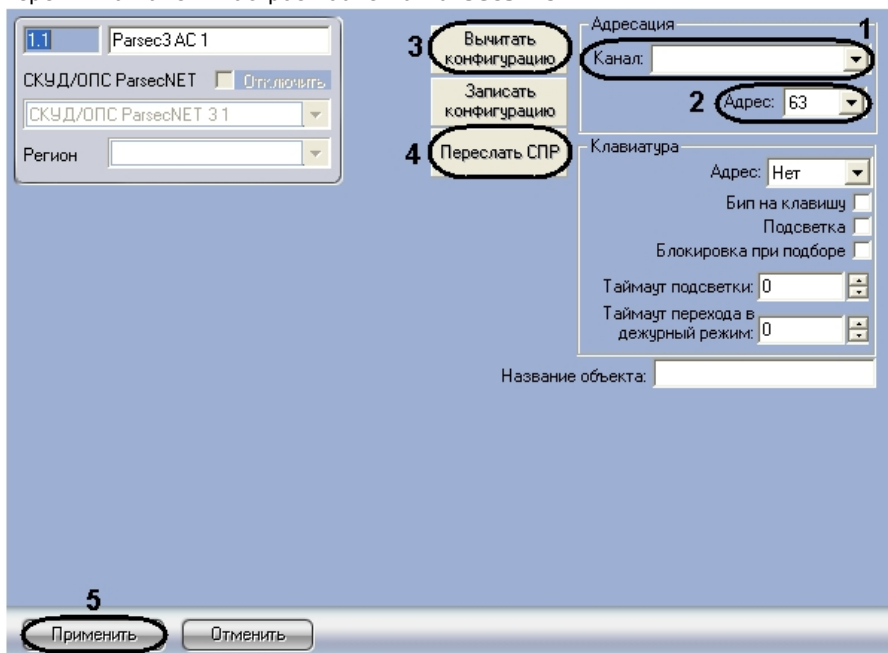 1.1 Parsec3 AC 1
СКУД/ОПС ParsecNET Отключить
СКУД/ОПС ParsecNET 3 1
Регион
3 Вычитать
конфигурацию
Записать
конфигурацию
4 Переслать СПР
Адресация
1
Канал:
2 Адрес: 63
Клавиатура
Адрес: Нет
Бип на клавишу
Подсветка
Блокировка при подборе
Таймаут подсветки: 0
Таймаут перехода в
дежурный режим: 0
Название объекта:
5
Применить Отменить